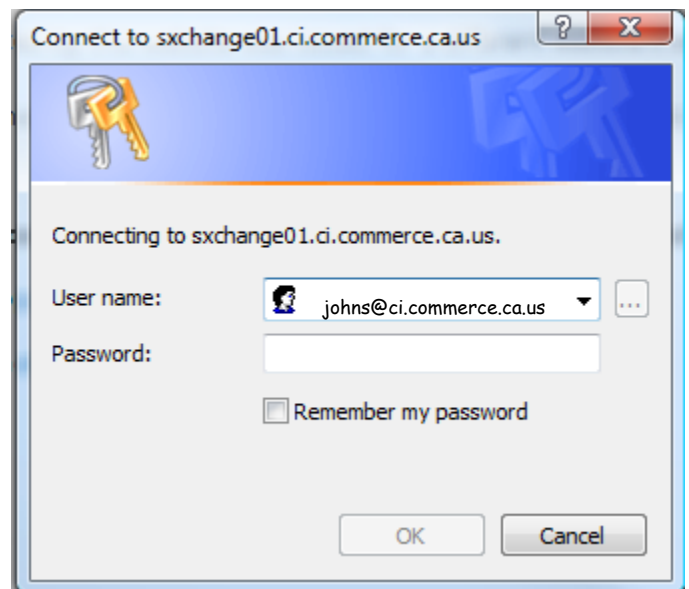 Connect to sxchange01.ci.commerce.ca.us
Connecting to sxchange01.ci.commerce.ca.us.
User name: johns@ci.commerce.ca.us ...
Password:
Remember my password
OK Cancel